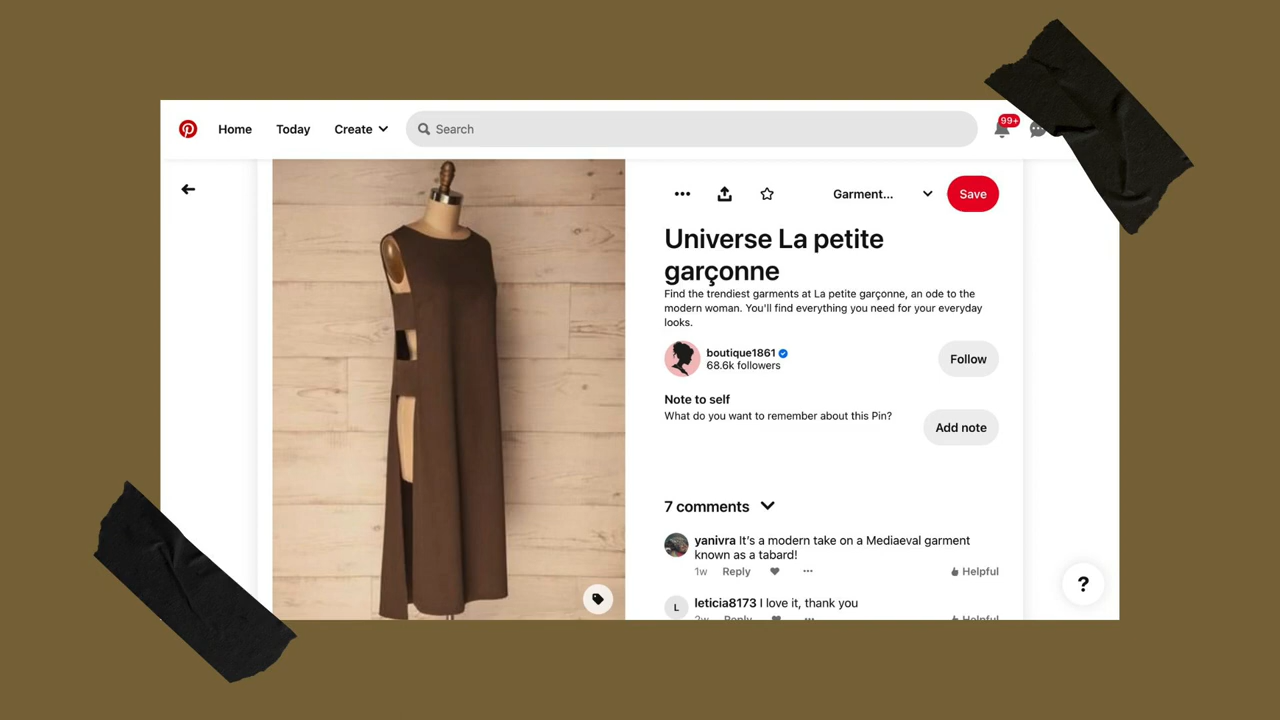 Home Today Create Search 99+
Garment... Save
Universe La petite
garçonne
Find the trendiest garments at La petite garçonne, an ode to the
modern woman. You'll find everything you need for your everyday
looks.
boutique1861
68.6k followers
Follow
Note to self
What do you want to remember about this Pin?
Add note
7 comments
yanivra It's a modern take on a Mediaeval garment
known as a tabard!
1w Reply Helpful
L leticia8173 I love it, thank you
2w Reply Helpful
?